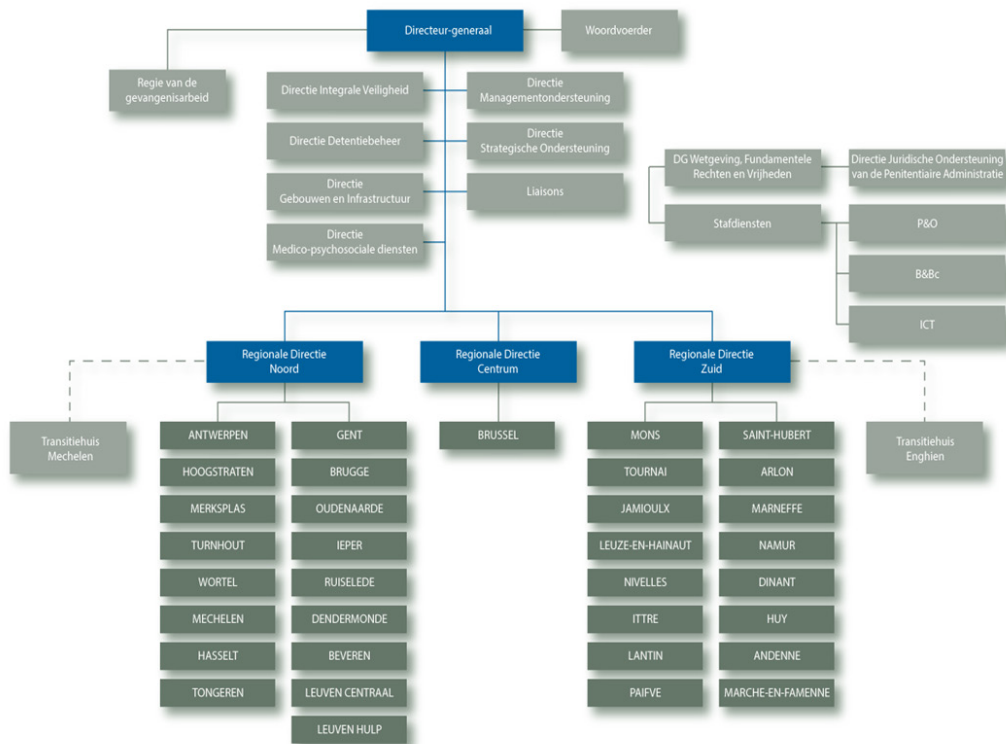 Directeur-generaal
Woordvoerder
Regie van de
gevangenisarbeid
Directie Integrale Veiligheid
Directie
Managementondersteuning
Directie Detentiebeheer
Directie
Strategische Ondersteuning
Directie
Gebouwen en Infrastructuur
Liaisons
Directie
Medico-psychosociale diensten
DG Wetgeving, Fundamentele
Rechten en Vrijheden
Directie Juridische Ondersteuning
van de Penitentiaire Administratie
Stafdiensten
P&O
B&Bc
ICT
Regionale Directie
Noord
Regionale Directie
Centrum
Regionale Directie
Zuid
Transitiehuis
Mechelen
ANTWERPEN
HOOGSTRATEN
MERKSPLAS
TURNHOUT
WORTEL
MECHELEN
HASSELT
TONGEREN
GENT
BRUGGE
OUDENAARDE
IEPER
RUISELEDE
DENDERMONDE
BEVEREN
LEUVEN CENTRAAL
LEUVEN HULP
BRUSSEL
MONS
TOURNAI
JAMIOULX
LEUZE-EN-HAINAUT
NIVELLES
ITTRE
LANTIN
PAIFVE
SAINT-HUBERT
ARLON
MARNEFFE
NAMUR
DINANT
HUY
ANDENNE
MARCHE-EN-FAMENNE
Transitiehuis
Enghien